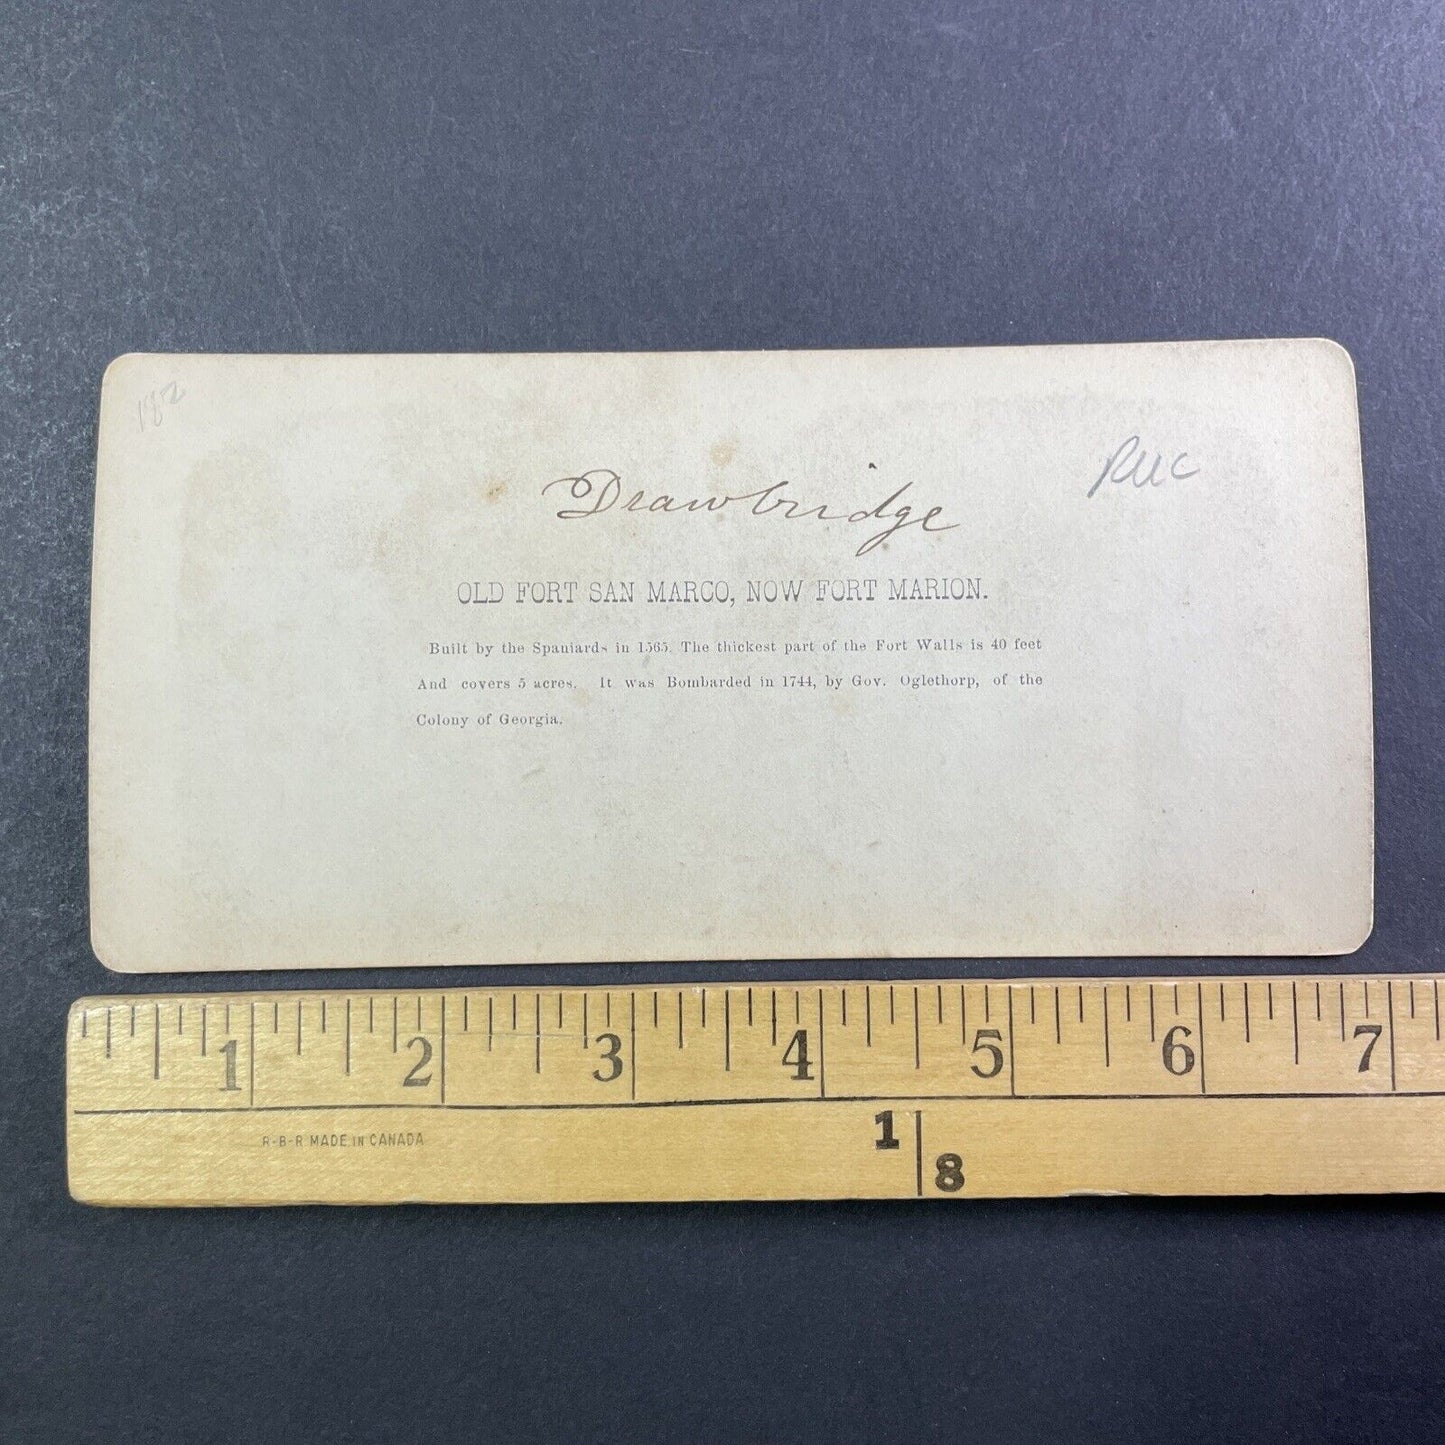 182
Drawbridge
RUC
OLD FORT SAN MARCO, NOW FORT MARION.
Built by the Spaniards in 1565. The thickest part of the Fort Walls is 40 feet
And covers 5 acres. It was Bombarded in 1744, by Gov. Oglethorp, of the
Colony of Georgia.
1 2 3 4 5 6 7
R-B-R MADE IN CANADA
1
8